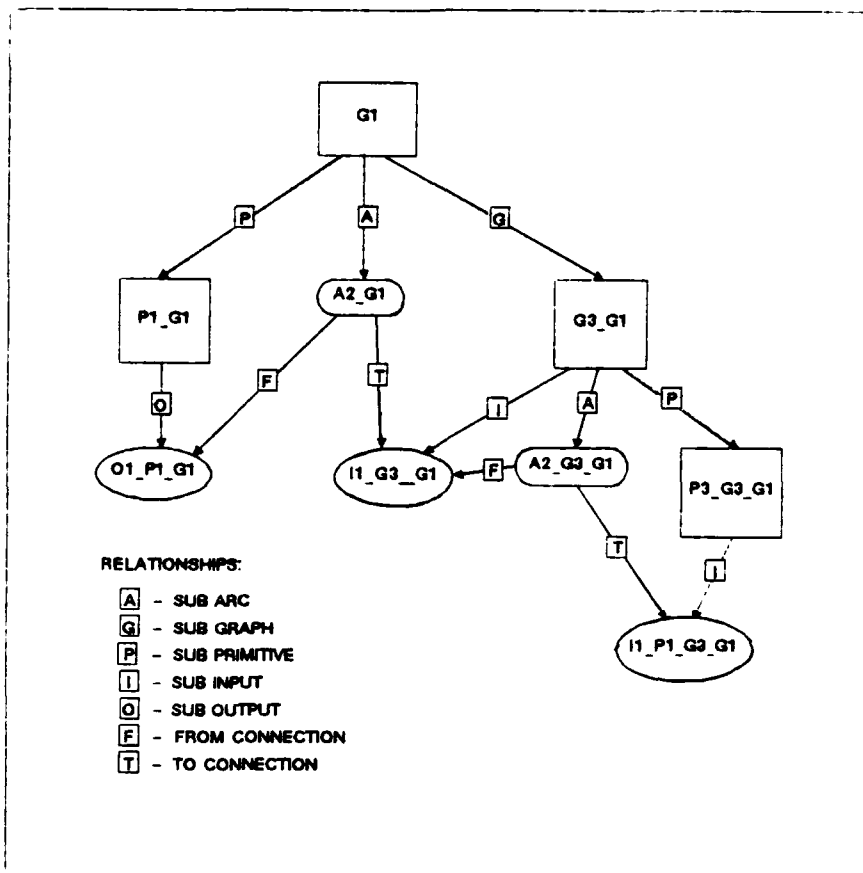 G1
P
A
G
P1_G1
A2_G1
G3_G1
O
F
T
I
A
P
O1_P1_G1
I1_G3__G1
F
A2_G3_G1
P3_G3_G1
T
I
I1_P1_G3_G1
RELATIONSHIPS:
A - SUB ARC
G - SUB GRAPH
P - SUB PRIMITIVE
I - SUB INPUT
O - SUB OUTPUT
F - FROM CONNECTION
T - TO CONNECTION